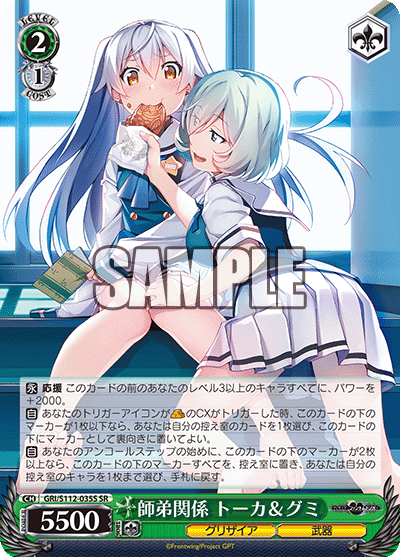 LEVEL
2
1
COST
SAMPLE
永 応援 このカードの前のあなたのレベル3以上のキャラすべてに、パワーを
+2000。
自 あなたのトリガーアイコンが
のCXがトリガーした時、このカードの下の
マーカーが1枚以下なら、あなたは自分の控え室のキャラを1枚選び、このカードの
下にマーカーとして裏向きに置いてよい。
自 あなたのアンコールステップの始めに、このカードの下のマーカーが2枚
以上なら、このカードの下のマーカーすべてを、控え室に置き、あなたは自分の
控え室のキャラを1枚まで選び、手札に戻す。
CH GRI/S112-035S SR
師弟関係 トーカ&グミ
5500
グリザイア
武器
©Frontwing/Project GPT